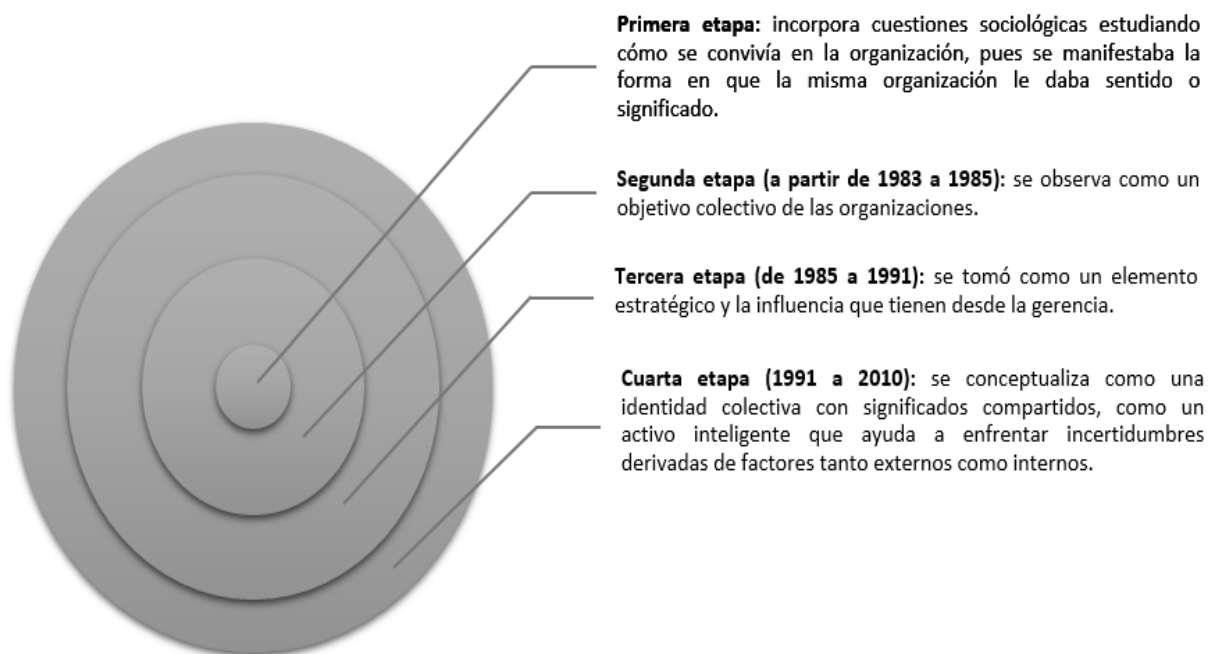 Primera etapa: incorpora cuestiones sociológicas estudiando
cómo se convivía en la organización, pues se manifestaba la
forma en que la misma organización le daba sentido o
significado.
Segunda etapa (a partir de 1983 a 1985): se observa como un
objetivo colectivo de las organizaciones.
Tercera etapa (de 1985 a 1991): se tomó como un elemento
estratégico y la influencia que tienen desde la gerencia.
Cuarta etapa (1991 a 2010): se conceptualiza como una
identidad colectiva con significados compartidos, como un
activo inteligente que ayuda a enfrentar incertidumbres
derivadas de factores tanto externos como internos.